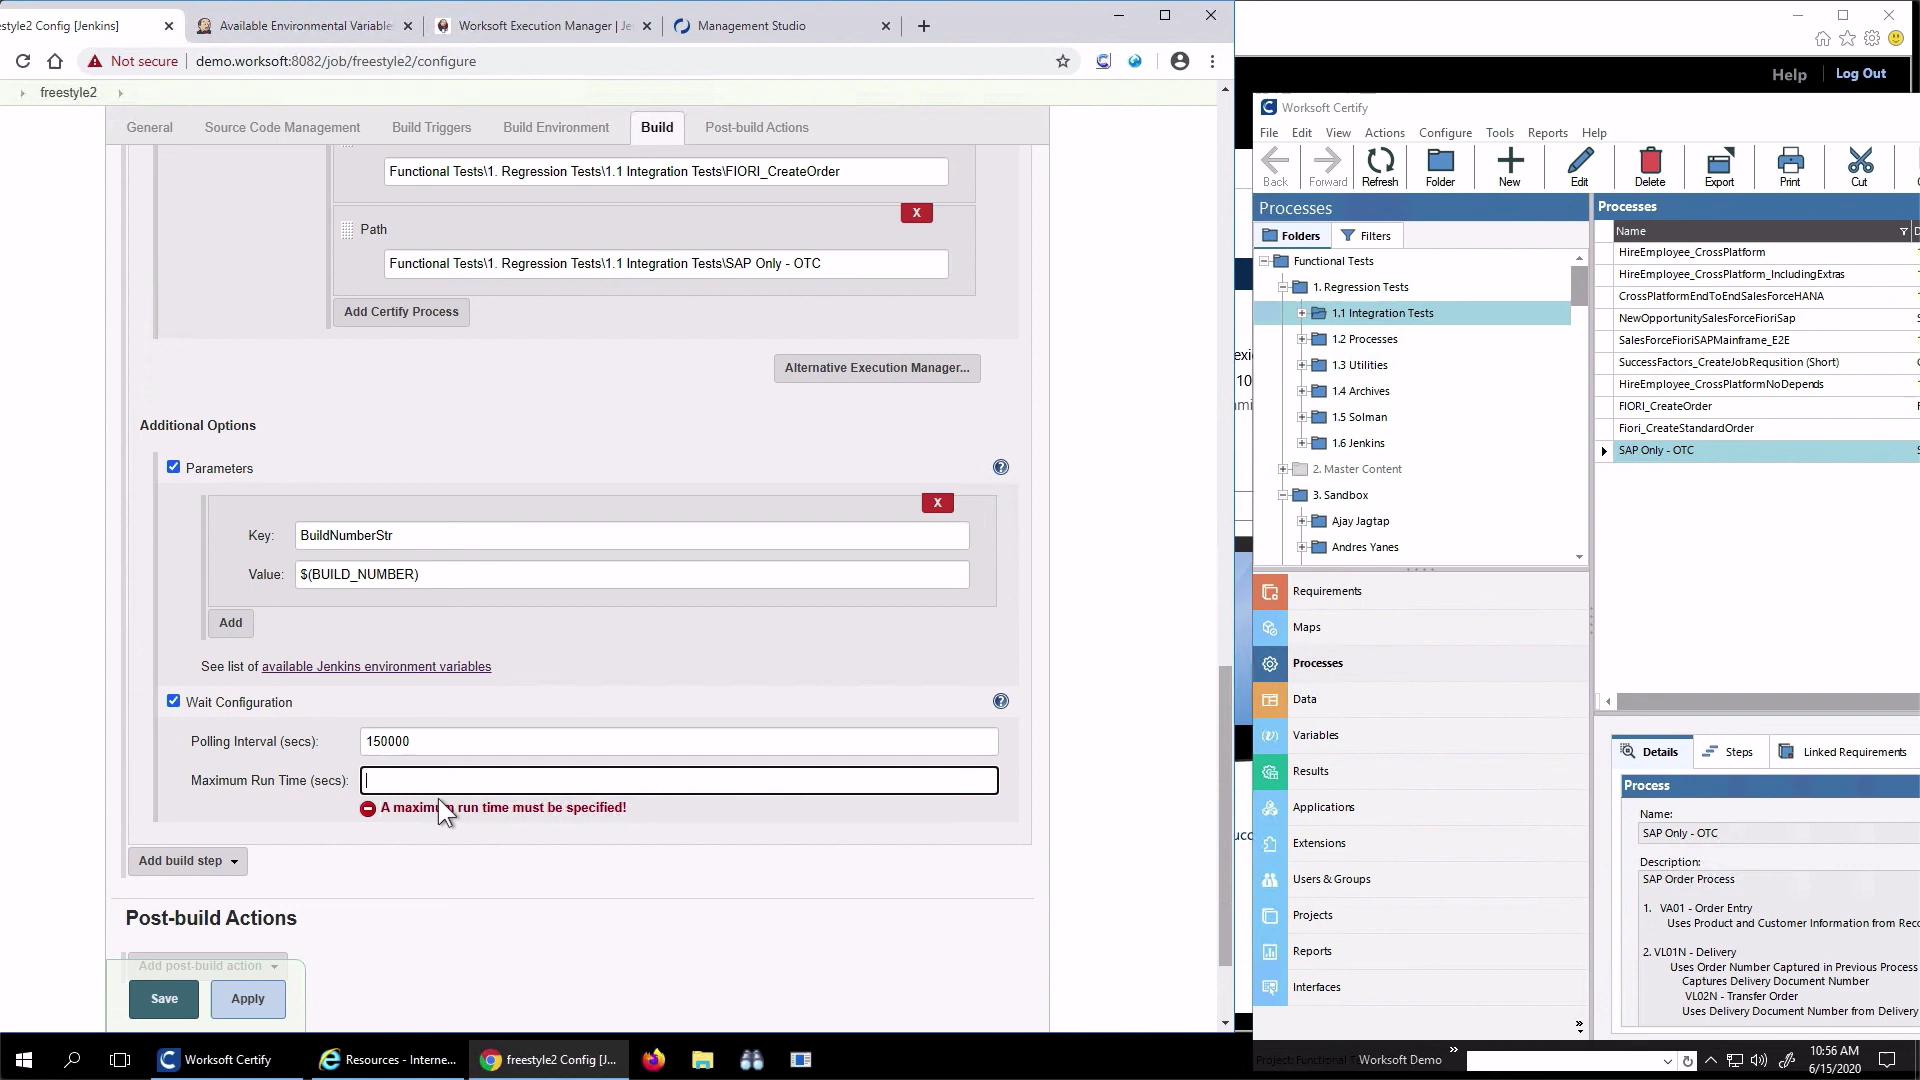 estyle2 Config [Jenkins]
Available Environmental Variable
Worksoft Execution Manager | Je
Management Studio
Not secure
demo.worksoft:8082/job/freestyle2/configure
freestyle2
General
Source Code Management
Build Triggers
Build Environment
Build
Post-build Actions
Functional Tests\1. Regression Tests\1.1 Integration Tests\FIORI_CreateOrder
X
Path
Functional Tests\1. Regression Tests\1.1 Integration Tests\SAP Only - OTC
Add Certify Process
Alternative Execution Manager...
Additional Options
Parameters
X
Key:
BuildNumberStr
Value:
$(BUILD_NUMBER)
Add
See list of available Jenkins environment variables
Wait Configuration
Polling Interval (secs):
150000
Maximum Run Time (secs):
A maximum run time must be specified!
Add build step
Post-build Actions
Add post-build action
Save
Apply
Help
Log Out
Worksoft Certify
File
Edit
View
Actions
Configure
Tools
Reports
Help
Back
Forward
Refresh
Folder
New
Edit
Delete
Export
Print
Cut
Processes
Folders
Filters
Functional Tests
1. Regression Tests
1.1 Integration Tests
1.2 Processes
1.3 Utilities
1.4 Archives
1.5 Solman
1.6 Jenkins
2. Master Content
3. Sandbox
Ajay Jagtap
Andres Yanes
Requirements
Maps
Processes
Data
Variables
Results
Applications
Extensions
Users & Groups
Projects
Reports
Interfaces
Processes
Name
HireEmployee_CrossPlatform
HireEmployee_CrossPlatform_IncludingExtras
CrossPlatformEndToEndSalesForceHANA
NewOpportunitySalesForceFioriSap
SalesForceFioriSAPMainframe_E2E
SuccessFactors_CreateJobRequsition (Short)
HireEmployee_CrossPlatformNoDepends
FIORI_CreateOrder
Fiori_CreateStandardOrder
SAP Only - OTC
Details
Steps
Linked Requirements
Process
Name:
SAP Only - OTC
Description:
SAP Order Process
1. VA01 - Order Entry
Uses Product and Customer Information from Reco
2. VL01N - Delivery
Uses Order Number Captured in Previous Process
Captures Delivery Document Number
VL02N - Transfer Order
Uses Delivery Document Number from Delivery
Worksoft Certify
Resources - Interne...
freestyle2 Config [J...
Project: Functional T
Worksoft Demo
10:56 AM
6/15/2020